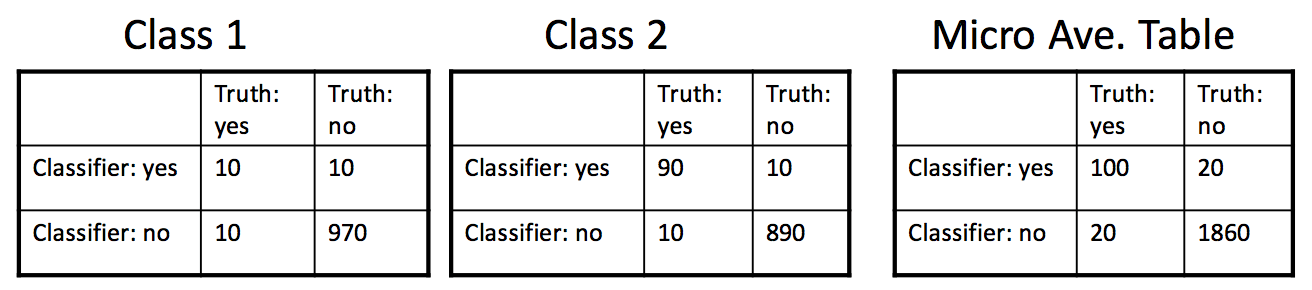 Class 1
Truth: yes Truth: no
Classifier: yes 10 10
Classifier: no 10 970
Class 2
Truth: yes Truth: no
Classifier: yes 90 10
Classifier: no 10 890
Micro Ave. Table
Truth: yes Truth: no
Classifier: yes 100 20
Classifier: no 20 1860